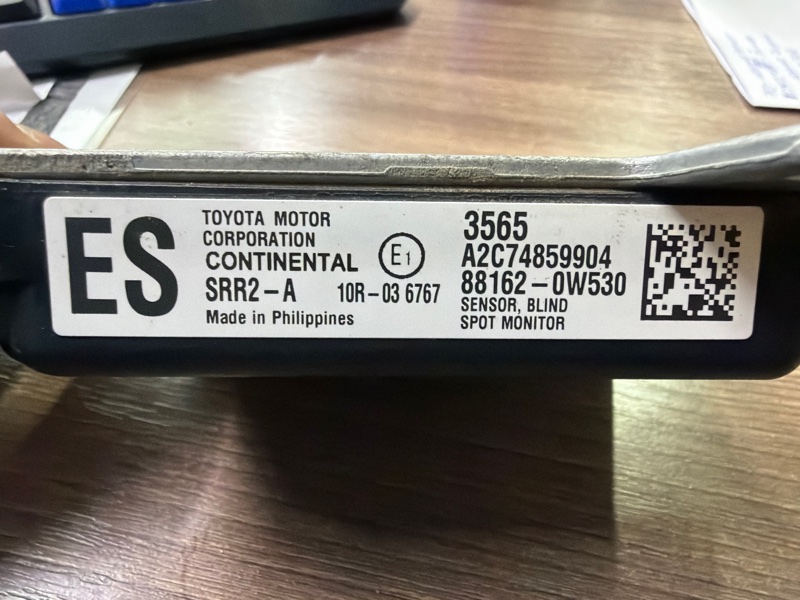 ES
TOYOTA MOTOR
CORPORATION
CONTINENTAL
E1
SRR2-A 10R-03 6767
Made in Philippines
3565
A2C74859904
88162-0W530
SENSOR, BLIND
SPOT MONITOR